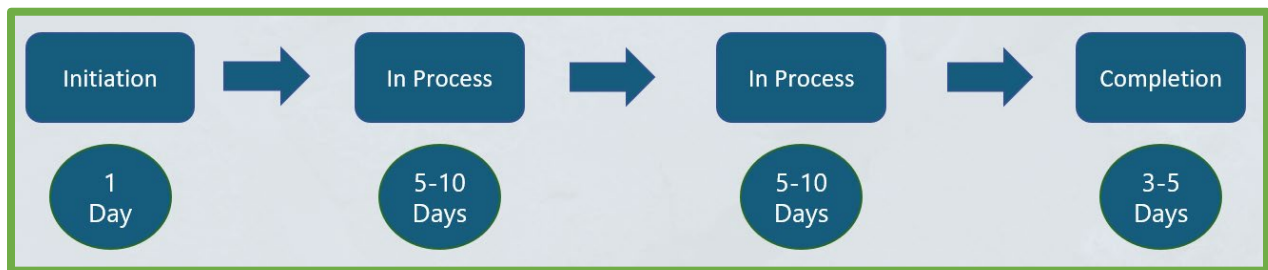 Initiation
In Process
In Process
Completion
1
Day
5-10
Days
5-10
Days
3-5
Days